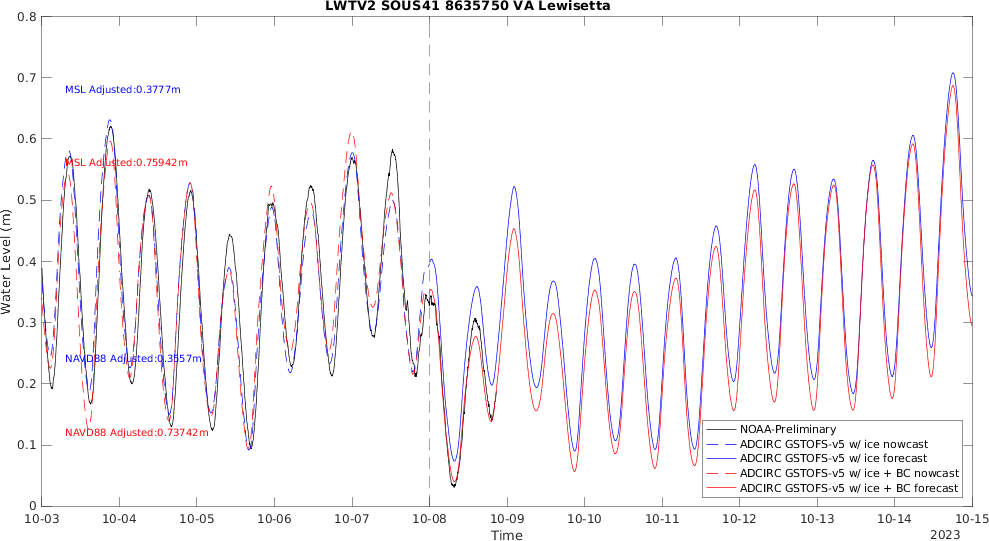 LWTV2 SOUS41 8635750 VA Lewisetta
0.8
0.7
0.6
0.5
0.4
0.3
0.2
0.1
0
Water Level (m)
MSL Adjusted:0.3777m
MSL Adjusted:0.75942m
NAVD88 Adjusted:0.3557m
NAVD88 Adjusted:0.73742m
NOAA-Preliminary
ADCIRC GSTOFS-v5 w/ ice nowcast
ADCIRC GSTOFS-v5 w/ ice forecast
ADCIRC GSTOFS-v5 w/ ice + BC nowcast
ADCIRC GSTOFS-v5 w/ ice + BC forecast
10-03 10-04 10-05 10-06 10-07 10-08 10-09 10-10 10-11 10-12 10-13 10-14 10-15
Time
2023